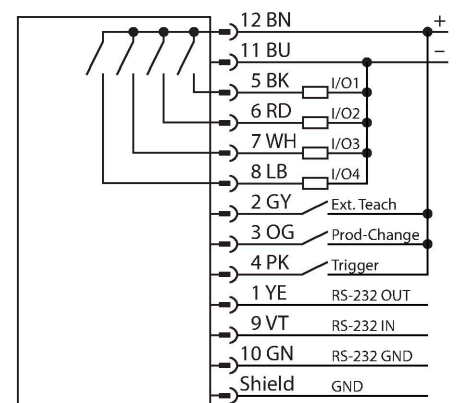 12 BN +
11 BU −
5 BK I/O1
6 RD I/O2
7 WH I/O3
8 LB I/O4
2 GY Ext. Teach
3 OG Prod-Change
4 PK Trigger
1 YE RS-232 OUT
9 VT RS-232 IN
10 GN RS-232 GND
Shield GND